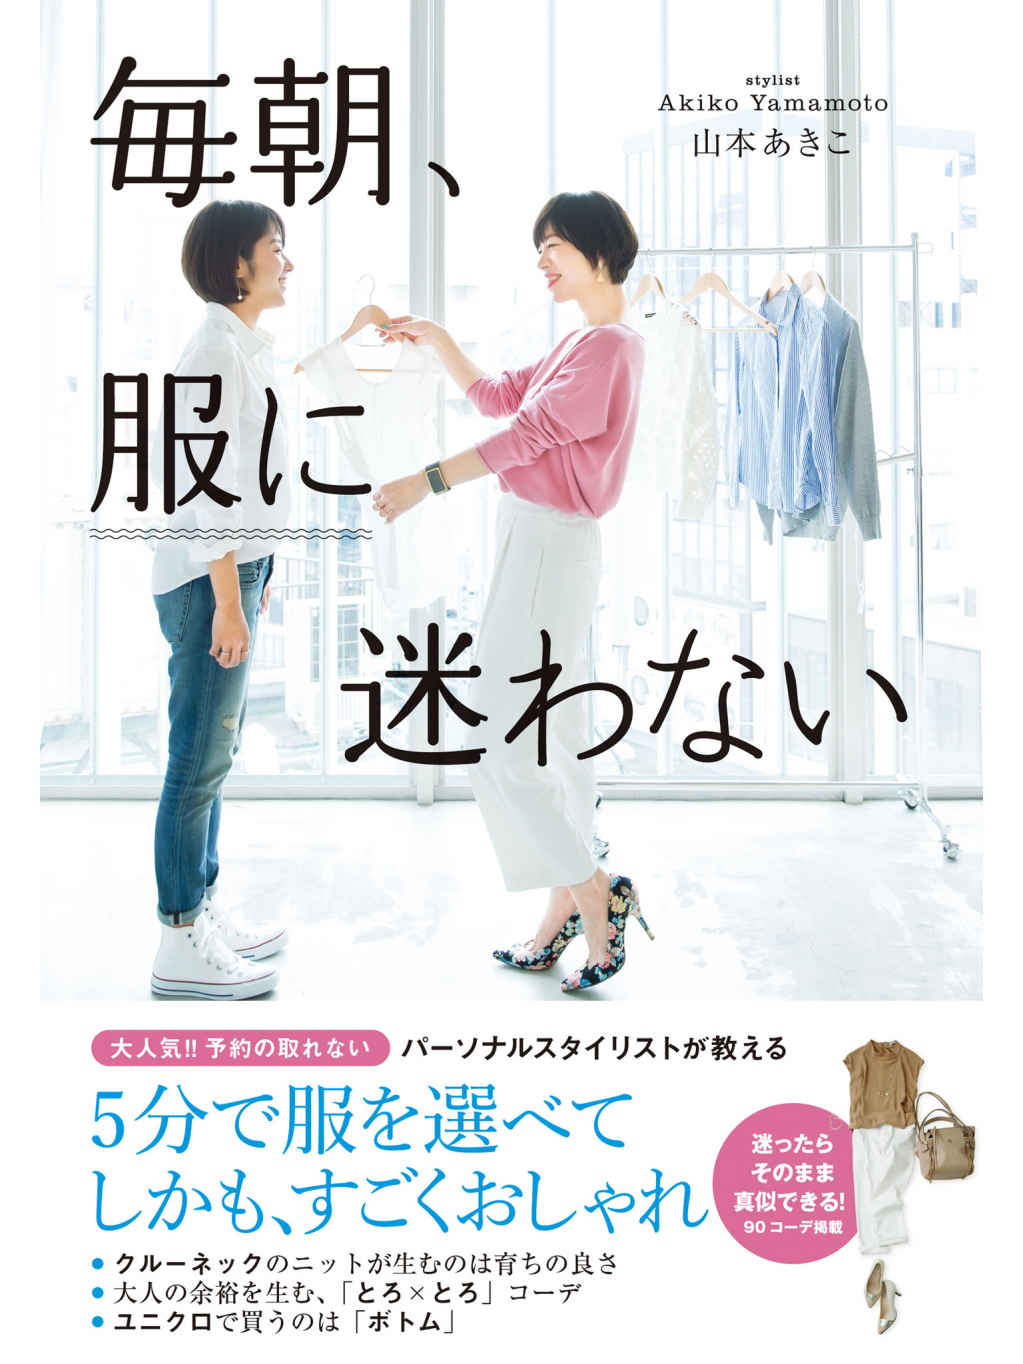 毎朝、
stylist
Akiko Yamamoto
山本あきこ
服に
迷わない
大人気!! 予約の取れない パーソナルスタイリストが教える
5分で服を選べて
しかも、すごくおしゃれ
迷ったら
そのまま
真似できる!
90コーデ掲載
● クルーネックのニットが生むのは育ちの良さ
● 大人の余裕を生む、「とろ×とろ」コーデ
● ユニクロで買うのは「ボトム」